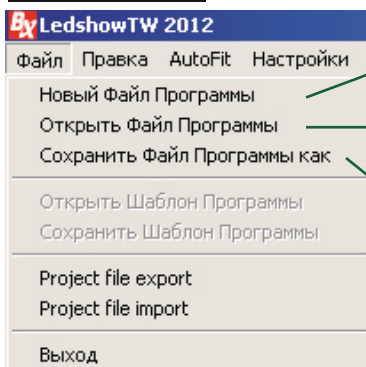 BX LedshowTW 2012
Файл Правка AutoFit Настройки
Новый Файл Программы
Открыть Файл Программы
Сохранить Файл Программы как
Открыть Шаблон Программы
Сохранить Шаблон Программы
Project file export
Project file import
Выход